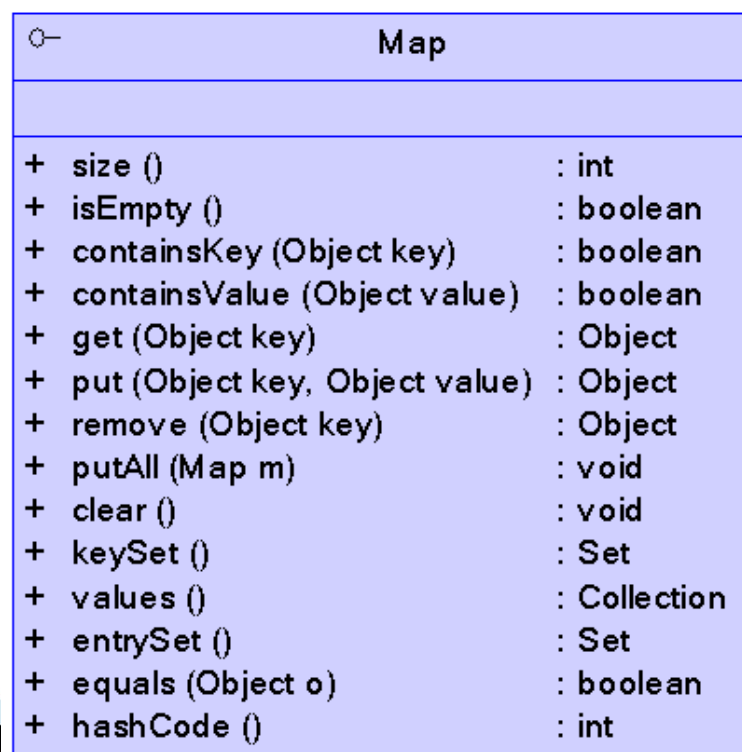 Map
+ size () : int
+ isEmpty () : boolean
+ containsKey (Object key) : boolean
+ containsValue (Object value) : boolean
+ get (Object key) : Object
+ put (Object key, Object value) : Object
+ remove (Object key) : Object
+ putAll (Map m) : void
+ clear () : void
+ keySet () : Set
+ values () : Collection
+ entrySet () : Set
+ equals (Object o) : boolean
+ hashCode () : int